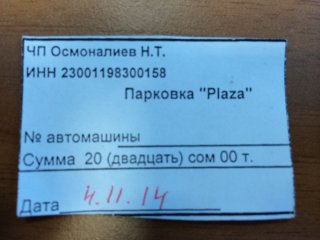 ЧП Осмоналиев Н.Т.
ИНН 23001198300158
Парковка "Plaza"
№ автомашины
Сумма 20 (двадцать) сом 00 т.
Дата 4.11.14